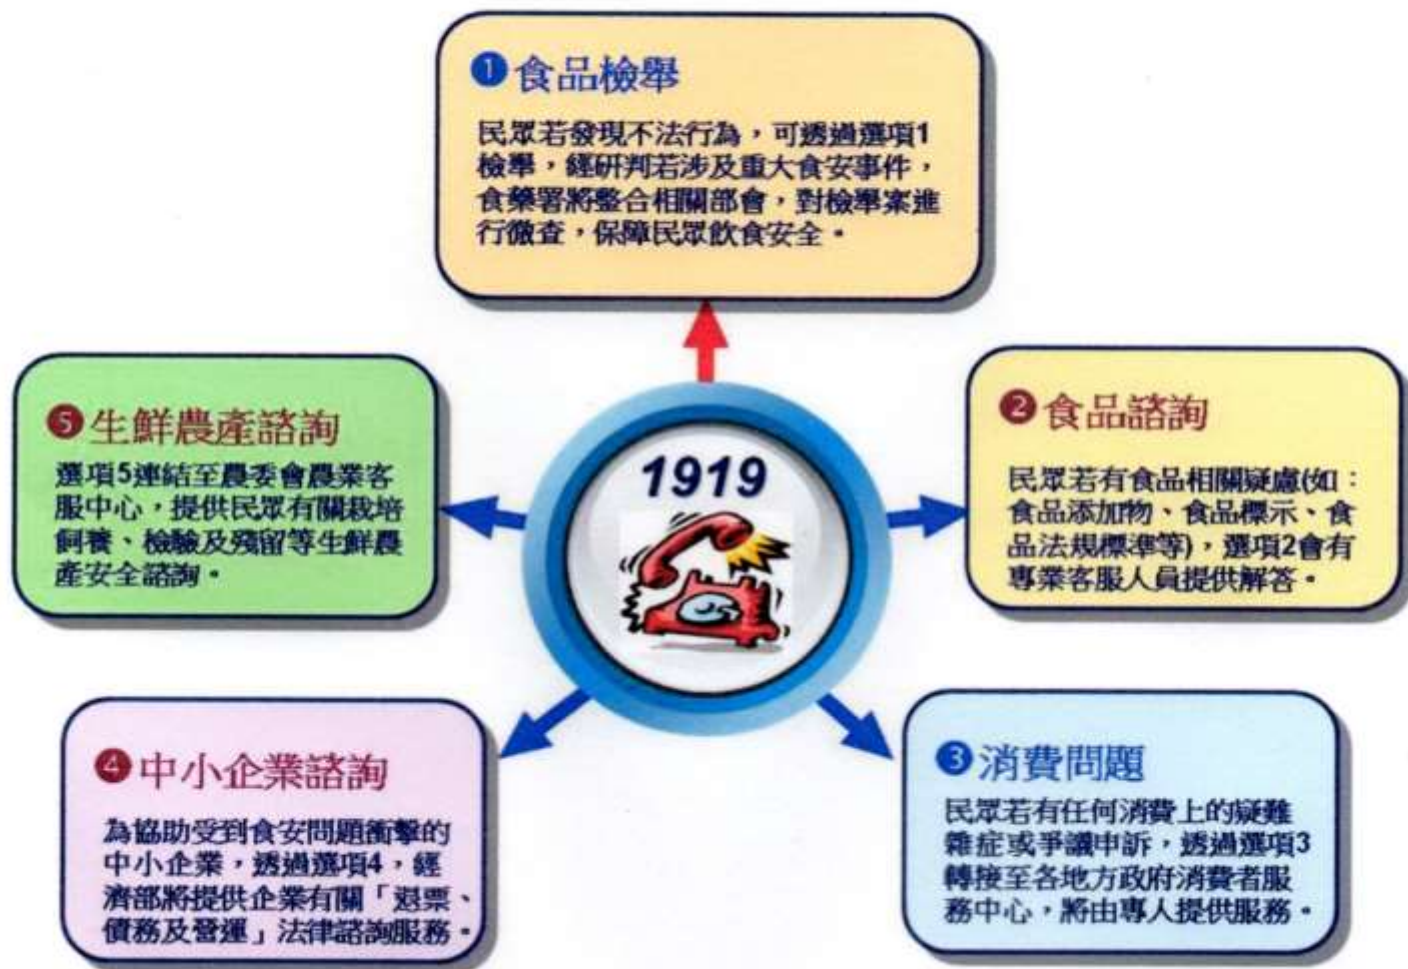 ❶食品檢舉
民眾若發現不法行為，可透過選項1
檢舉，經研判若涉及重大食安事件，
食藥署將整合相關部會，對檢舉案進
行徹查，保障民眾飲食安全。
1919
❷食品諮詢
民眾若有食品相關疑慮(如：
食品添加物、食品標示、食
品法規標準等)，選項2會有
專業客服人員提供解答。
❸消費問題
民眾若有任何消費上的疑難
雜症或爭議申訴，透過選項3
轉接至各地方政府消費者服
務中心，將由專人提供服務。
❹中小企業諮詢
為協助受到食安問題衝擊的
中小企業，透過選項4，經
濟部將提供企業有關「退票、
債務及營運」法律諮詢服務。
❺生鮮農產諮詢
選項5連結至農委會農業客
服中心，提供民眾有關栽培
飼養、檢驗及殘留等生鮮農
產安全諮詢。